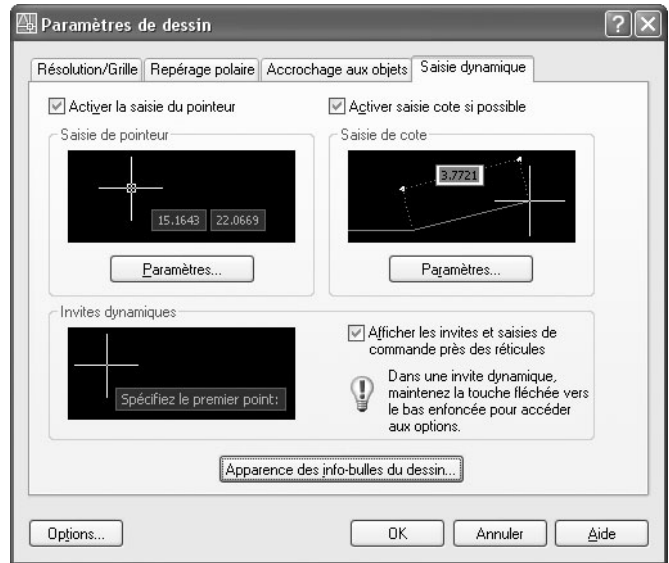 Paramètres de dessin
Résolution/Grille Repérage polaire Accrochage aux objets Saisie dynamique
Activer la saisie du pointeur
Activer saisie cote si possible
Saisie de pointeur
Saisie de cote
15.1643 22.0669
3.7721
Paramètres...
Paramètres...
Invites dynamiques
Spécifiez le premier point:
Afficher les invites et saisies de
commande près des réticules
Dans une invite dynamique,
maintenez la touche fléchée vers
le bas enfoncée pour accéder
aux options.
Apparence des info-bulles du dessin...
Options...
OK
Annuler
Aide